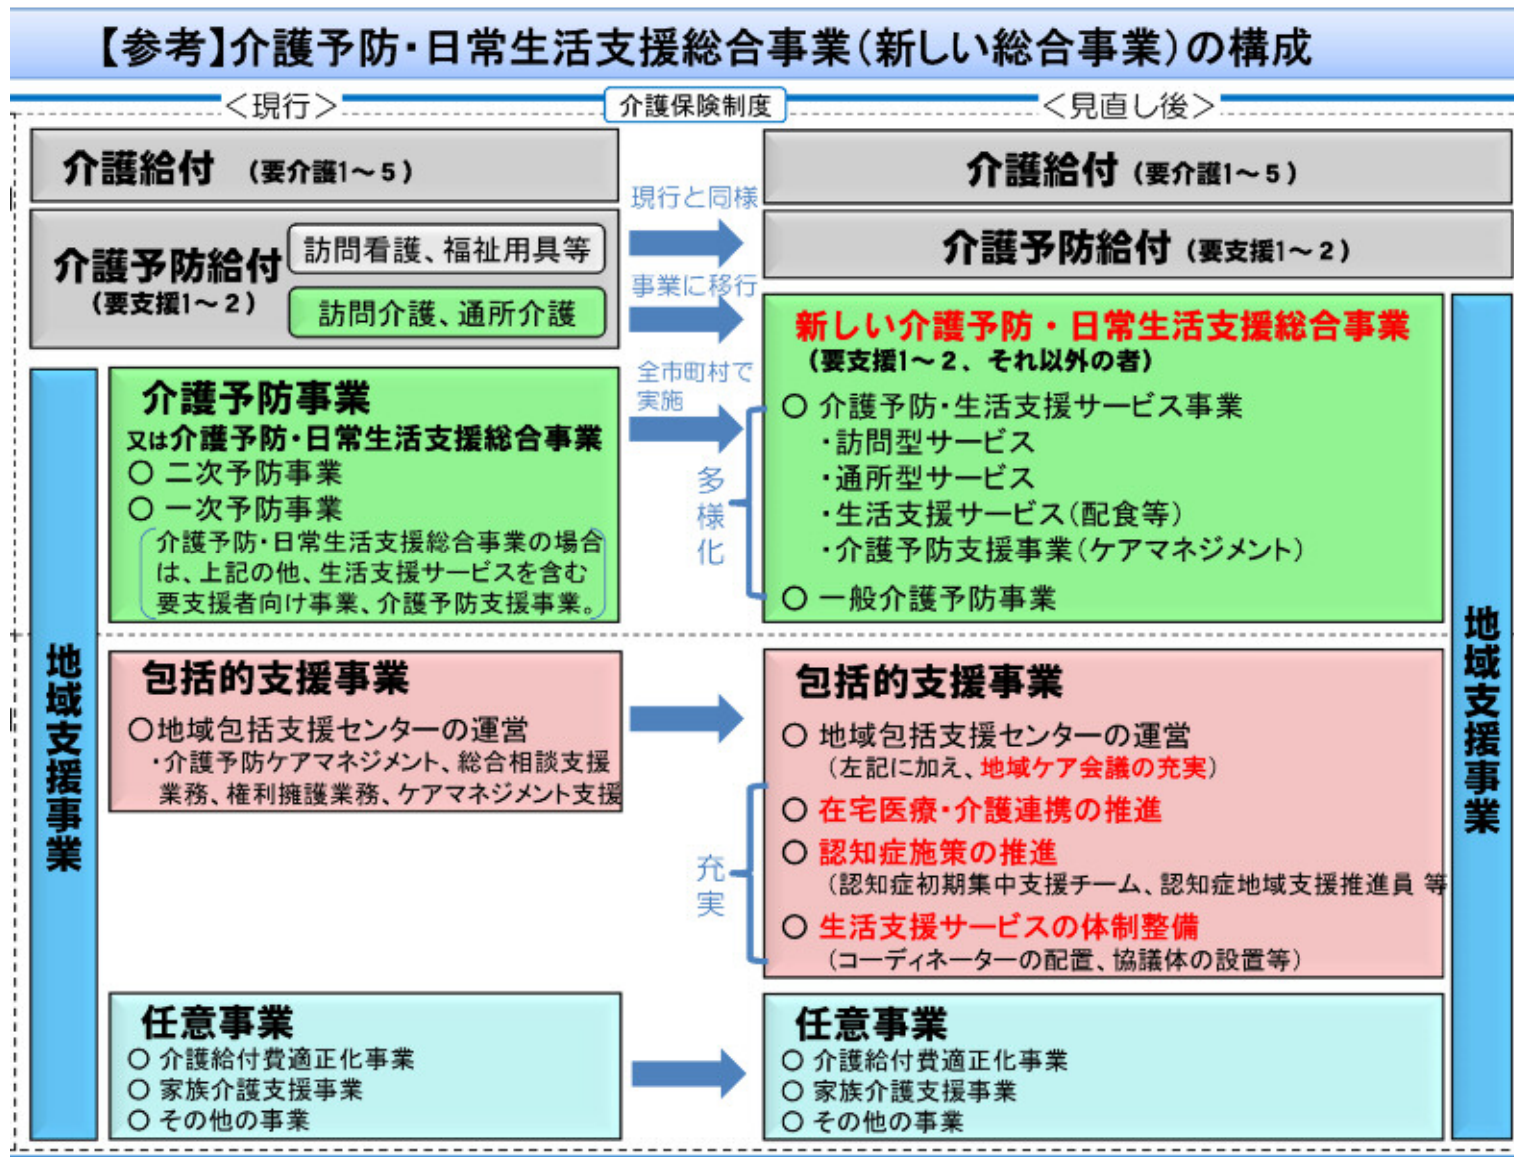 【参考】介護予防・日常生活支援総合事業（新しい総合事業）の構成
＜現行＞
介護保険制度
＜見直し後＞
介護給付 （要介護1～5）
介護予防給付
（要支援1～2）
訪問看護、福祉用具等
訪問介護、通所介護
介護予防事業
又は介護予防・日常生活支援総合事業
○ 二次予防事業
○ 一次予防事業
介護予防・日常生活支援総合事業の場合
は、上記の他、生活支援サービスを含む
要支援者向け事業、介護予防支援事業。
包括的支援事業
○地域包括支援センターの運営
・介護予防ケアマネジメント、総合相談支援
業務、権利擁護業務、ケアマネジメント支援
任意事業
○ 介護給付費適正化事業
○ 家族介護支援事業
○ その他の事業
地域支援事業
現行と同様
事業に移行
全市町村で
実施
多様化
充実
介護給付 （要介護1～5）
介護予防給付 （要支援1～2）
新しい介護予防・日常生活支援総合事業
（要支援1～2、それ以外の者）
○ 介護予防・生活支援サービス事業
・訪問型サービス
・通所型サービス
・生活支援サービス（配食等）
・介護予防支援事業（ケアマネジメント）
○ 一般介護予防事業
包括的支援事業
○ 地域包括支援センターの運営
（左記に加え、地域ケア会議の充実）
○ 在宅医療・介護連携の推進
○ 認知症施策の推進
（認知症初期集中支援チーム、認知症地域支援推進員 等
○ 生活支援サービスの体制整備
（コーディネーターの配置、協議体の設置等）
任意事業
○ 介護給付費適正化事業
○ 家族介護支援事業
○ その他の事業
地域支援事業